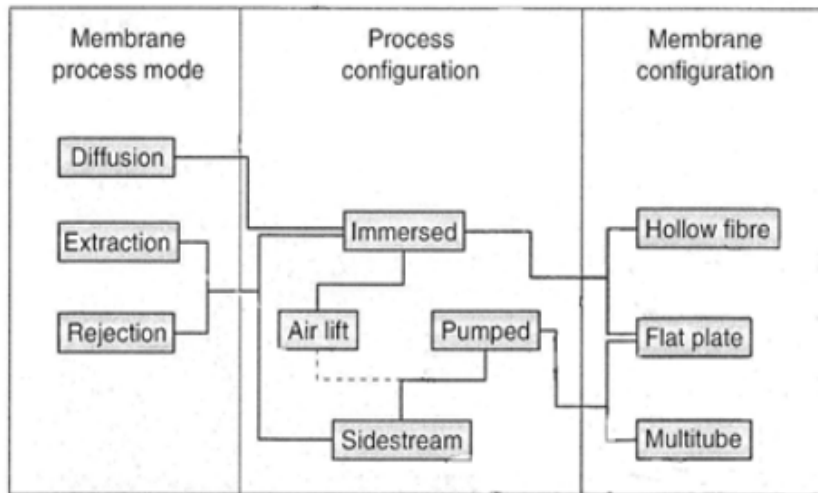 Membrane
process mode
Process
configuration
Membrane
configuration
Diffusion
Extraction
Rejection
Immersed
Air lift
Pumped
Sidestream
Hollow fibre
Flat plate
Multitube